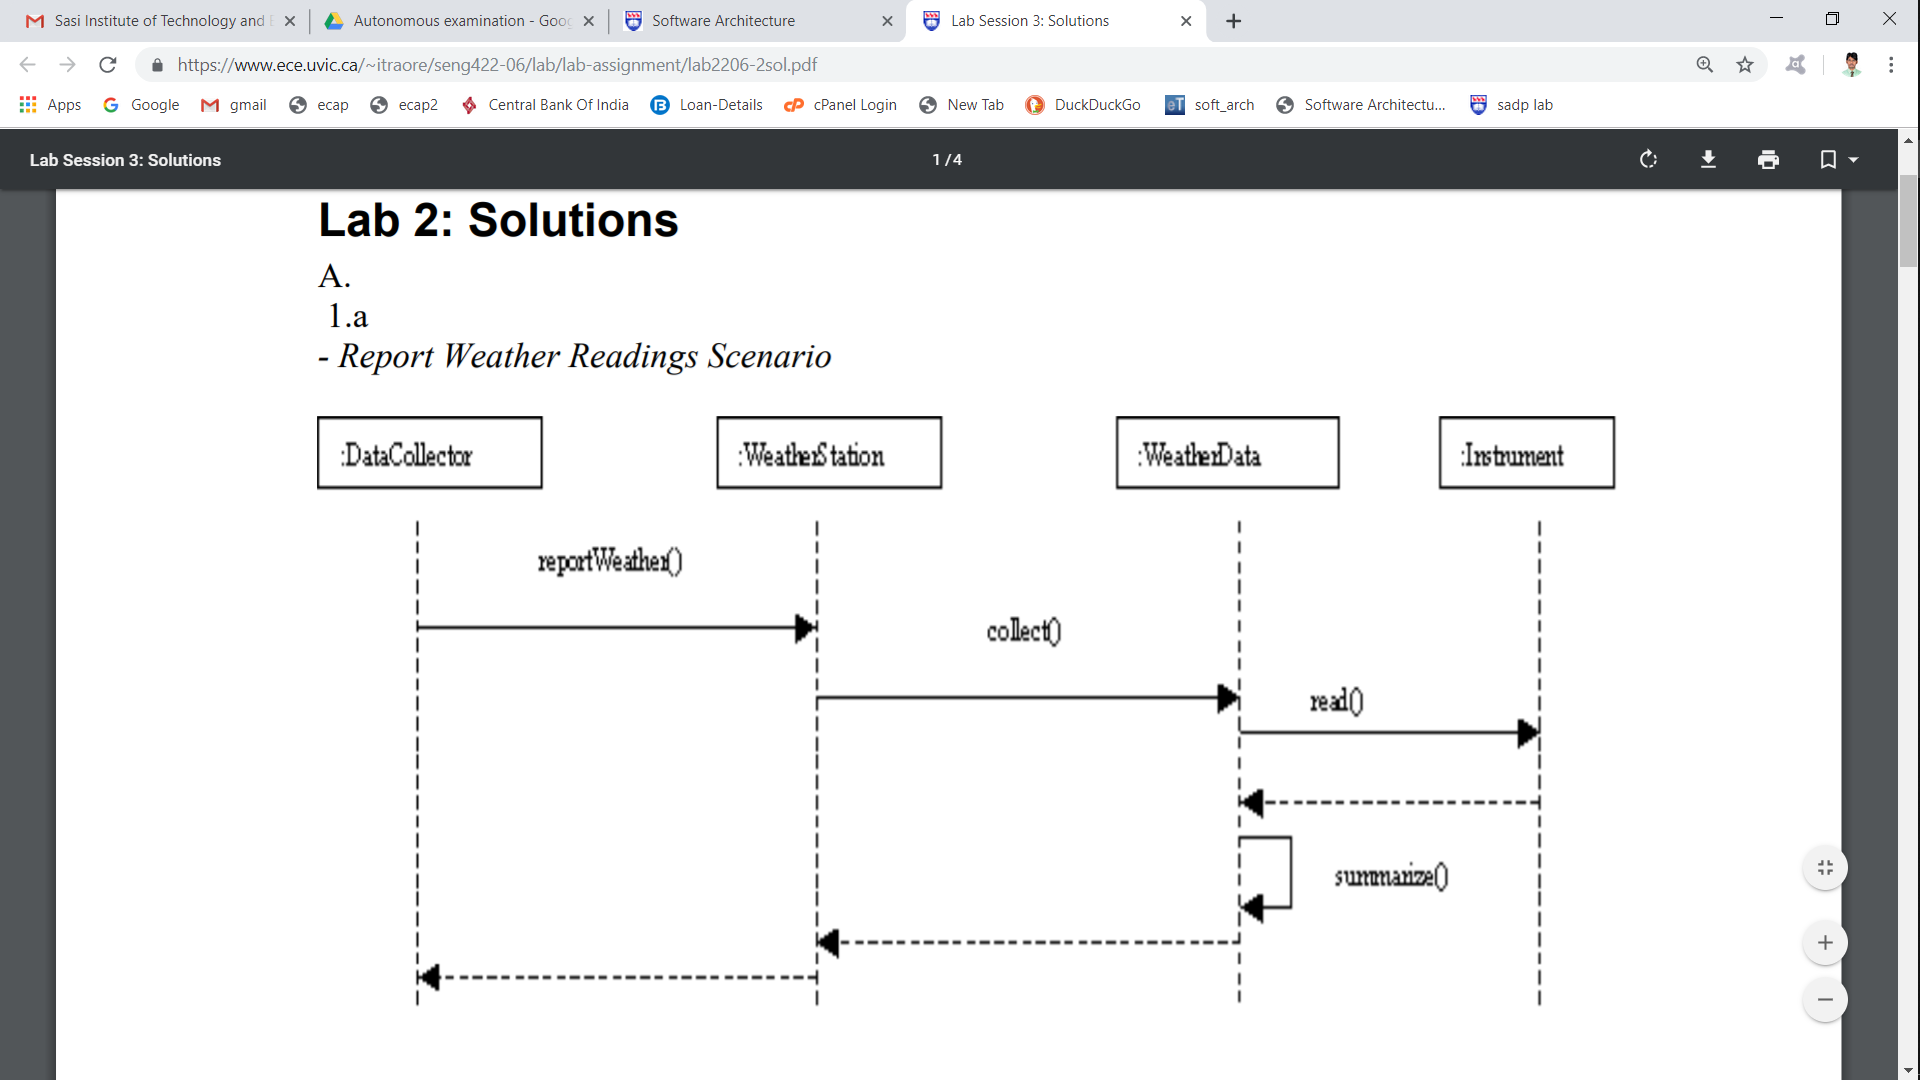 Sasi Institute of Technology and
Autonomous examination - Goo
Software Architecture
Lab Session 3: Solutions
https://www.ece.uvic.ca/~itraore/seng422-06/lab/lab-assignment/lab2206-2sol.pdf
Apps
Google
gmail
ecap
ecap2
Central Bank Of India
Loan-Details
cPanel Login
New Tab
DuckDuckGo
eT
soft_arch
Software Architectu...
sadp lab
Lab Session 3: Solutions
1 / 4
Lab 2: Solutions
A.
1.a
- Report Weather Readings Scenario
:DataCollector
:WeatherStation
:WeatherData
:Instrument
reportWeather()
collect()
read()
summarize()